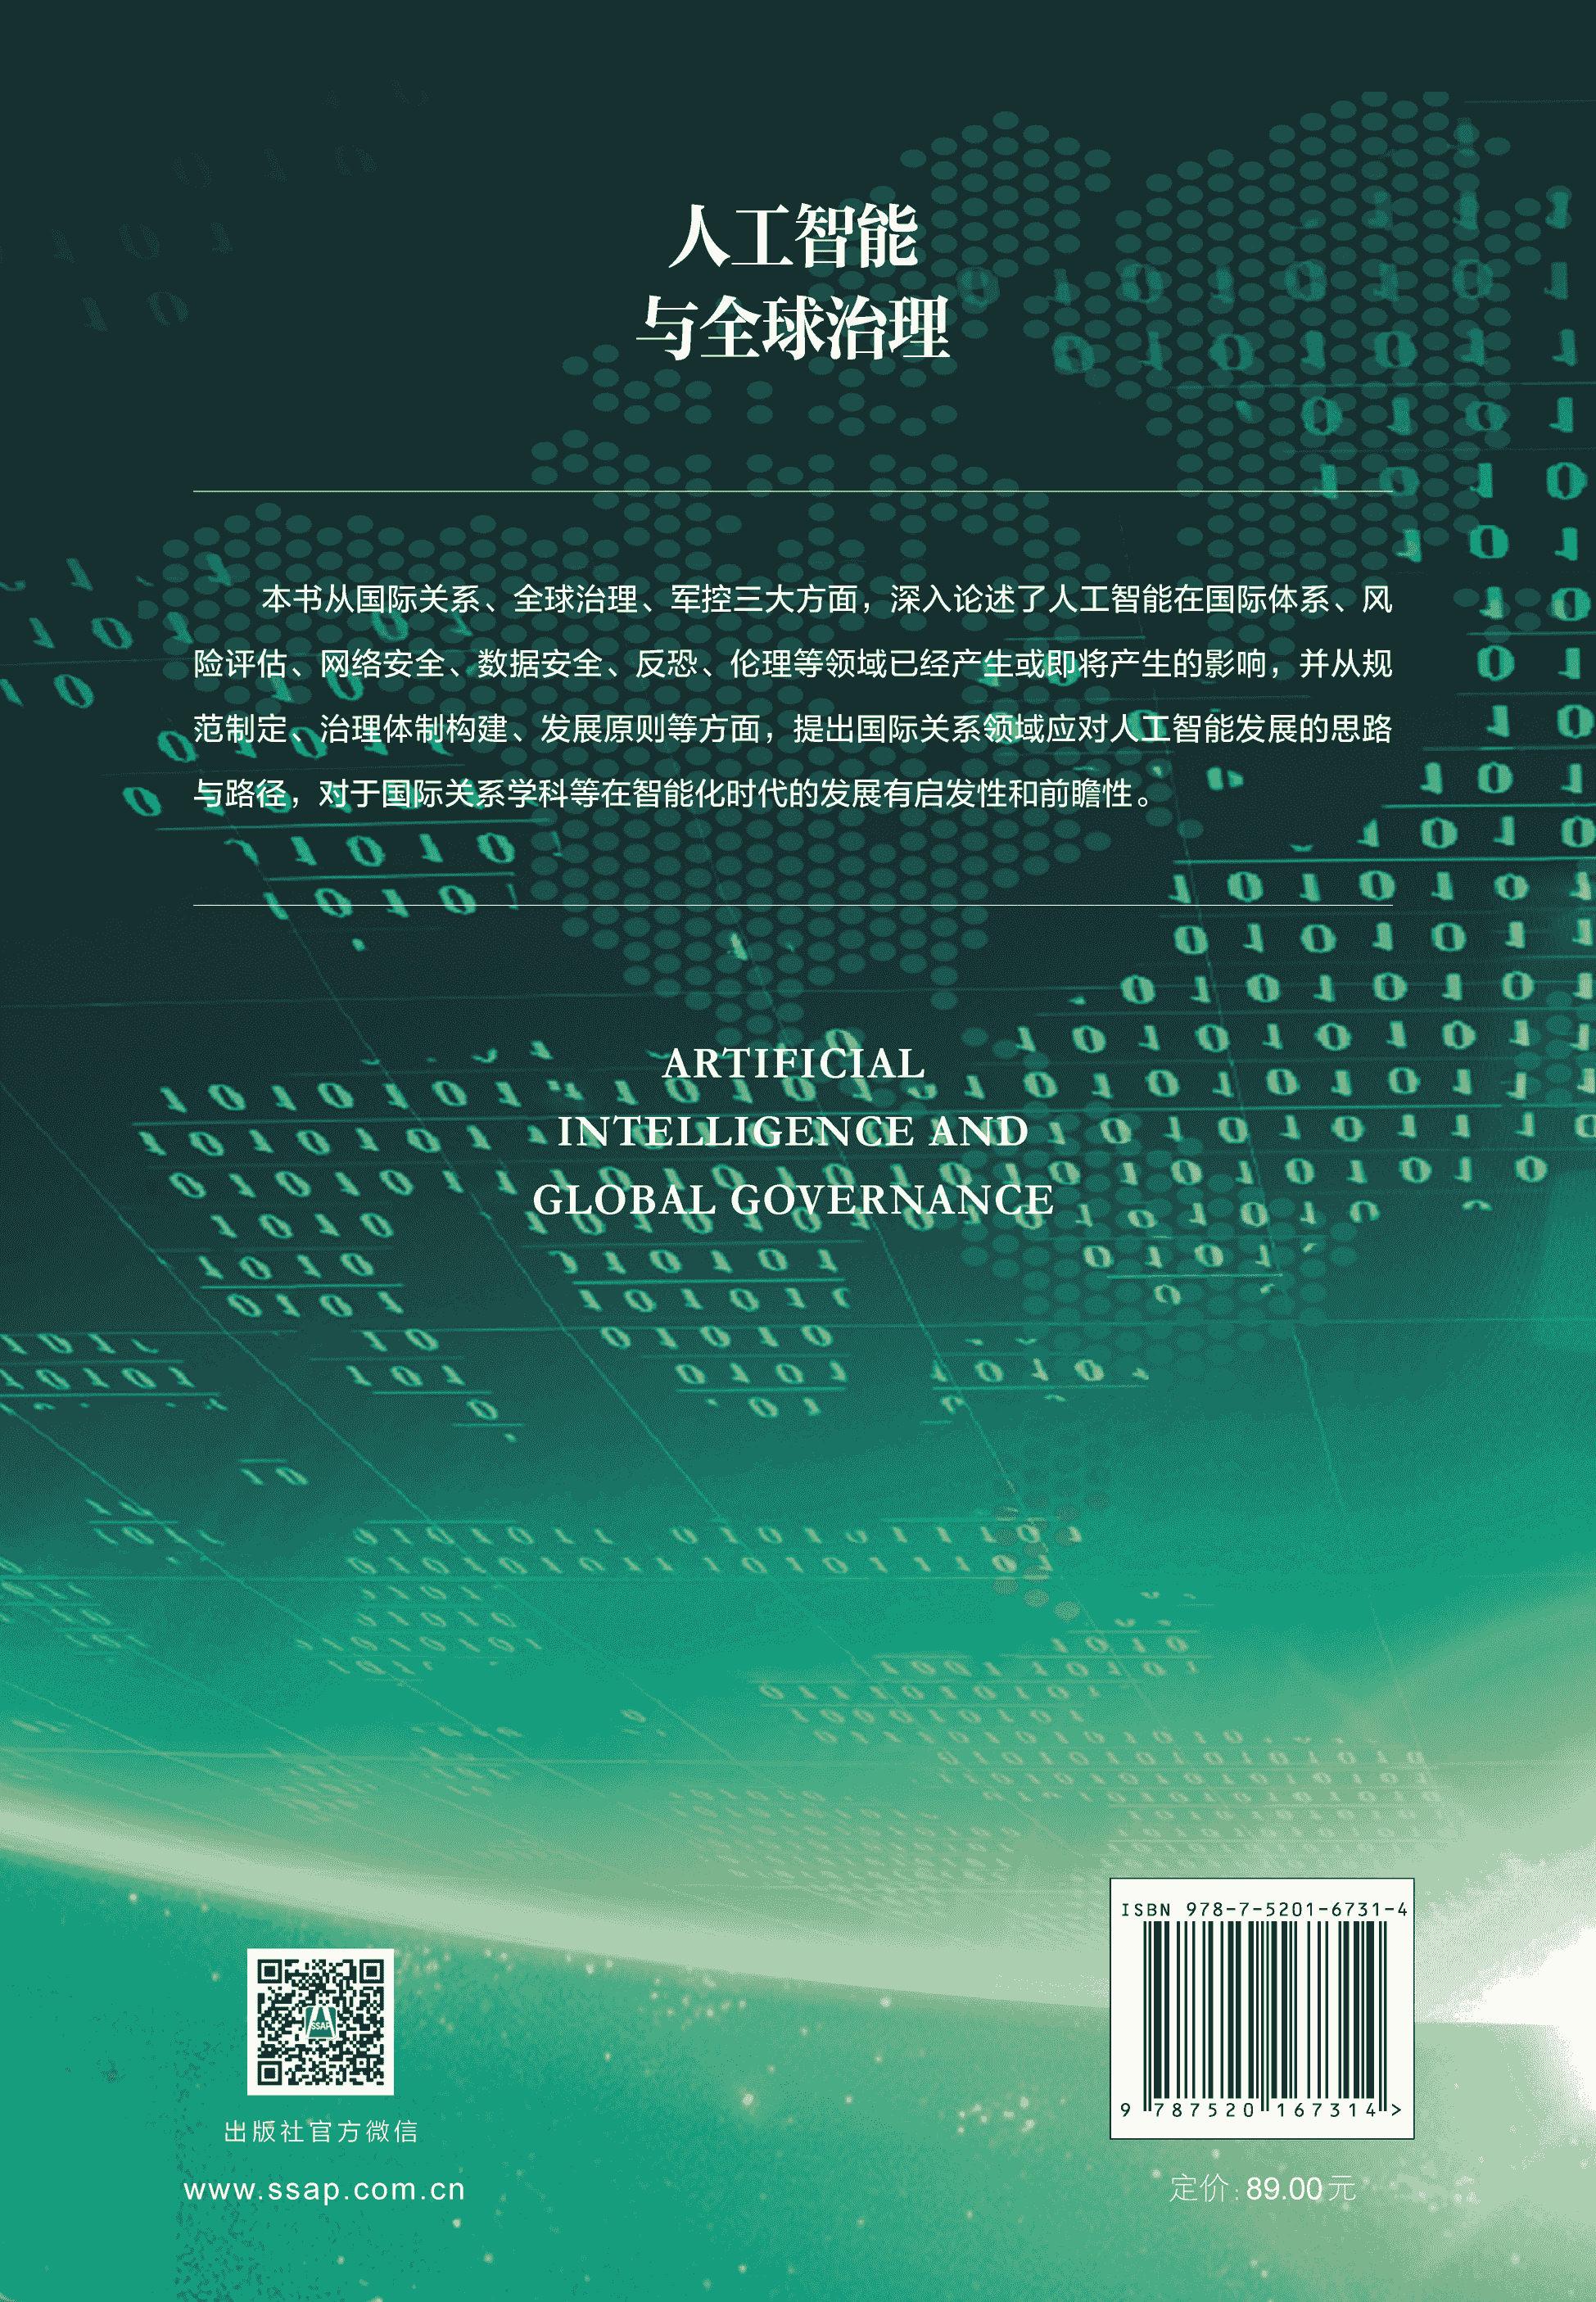 人工智能
与全球治理
本书从国际关系、全球治理、军控三大方面，深入论述了人工智能在国际体系、风
险评估、网络安全、数据安全、反恐、伦理等领域已经产生或即将产生的影响，并从规
范制定、治理体制构建、发展原则等方面，提出国际关系领域应对人工智能发展的思路
与路径，对于国际关系学科等在智能化时代的发展有启发性和前瞻性。
ARTIFICIAL
INTELLIGENCE AND
GLOBAL GOVERNANCE
SSAP
出版社官方微信
www.ssap.com.cn
ISBN 978-7-5201-6731-4
9 787520 167314 >
定价：89.00元